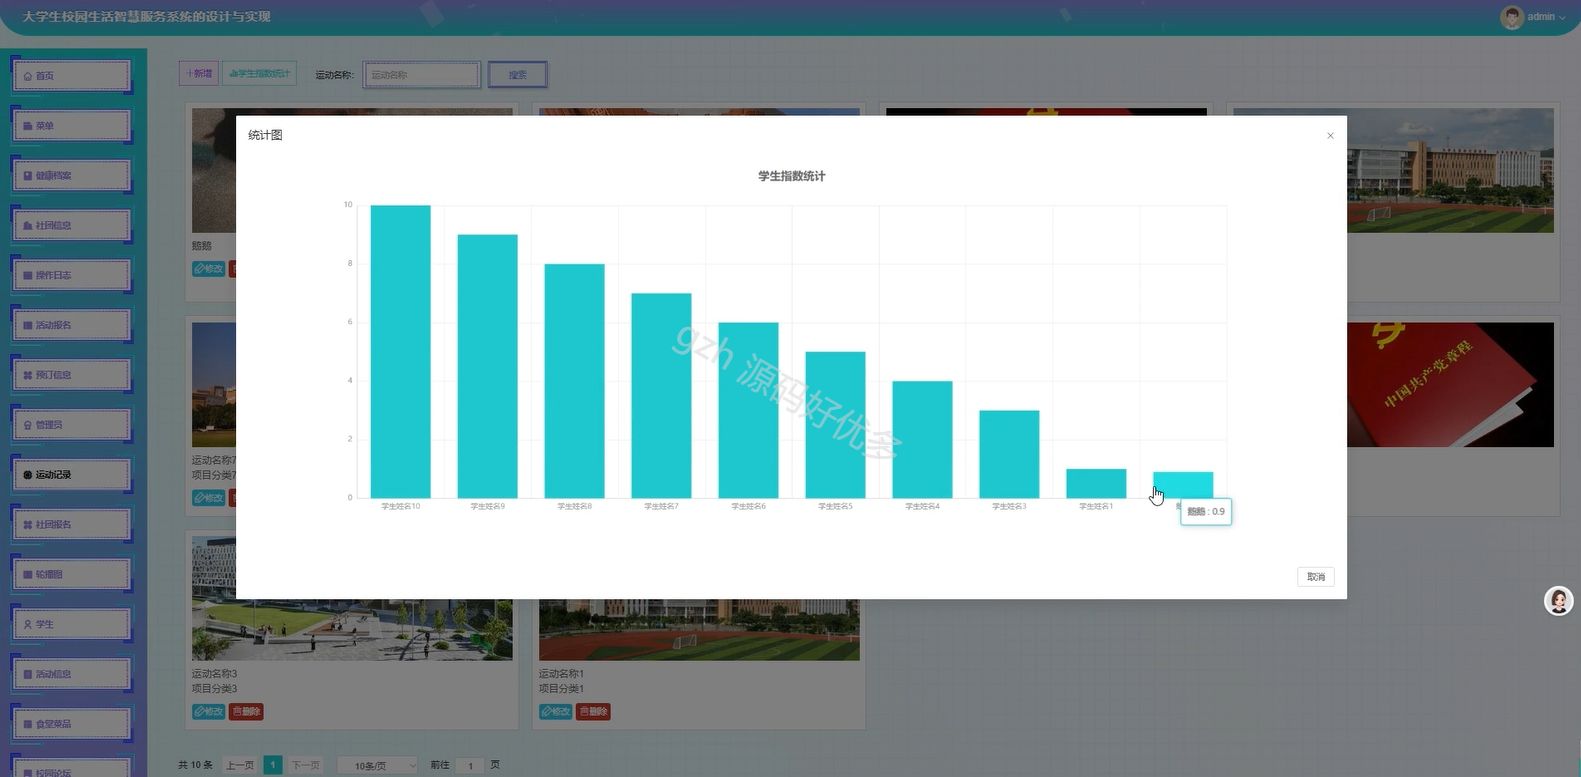 大学生校园生活智慧服务系统的设计与实现
admin
首页
菜单
健康档案
社团信息
操作日志
活动报名
预订信息
管理员
运动记录
社团报名
轮播图
学生
活动信息
食堂菜品
校园论坛
新增
学生指数统计
运动名称:
运动名称
搜索
统计图
学生指数统计
10
8
6
4
2
0
学生姓名10
学生姓名9
学生姓名8
学生姓名7
学生姓名6
学生姓名5
学生姓名4
学生姓名3
学生姓名1
: 0.9
gzh 源码好优多
取消
修改
运动名称7
项目分类7
修改
中国共产党章程
运动名称3
项目分类3
修改
删除
运动名称1
项目分类1
修改
删除
共 10 条
上一页
1
下一页
10条/页
前往
1
页